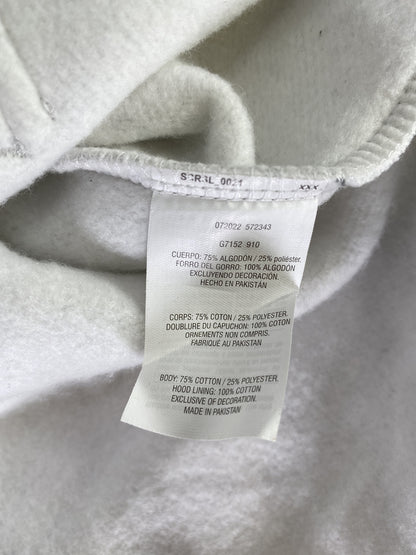 072022 572343
G7152 910
CUERPO: 75% ALGODÓN / 25% poliéster.
FORRO DEL GORRO: 100% ALGODÓN
EXCLUYENDO DECORACIÓN.
HECHO EN PAKISTÁN
CORPS: 75% COTON / 25% POLYESTER.
DOUBLURE DU CAPUCHON: 100% COTON
ORNEMENTS NON COMPRIS.
FABRIQUÉ AU PAKISTAN
BODY: 75% COTTON / 25% POLYESTER.
HOOD LINING: 100% COTTON
EXCLUSIVE OF DECORATION.
MADE IN PAKISTAN